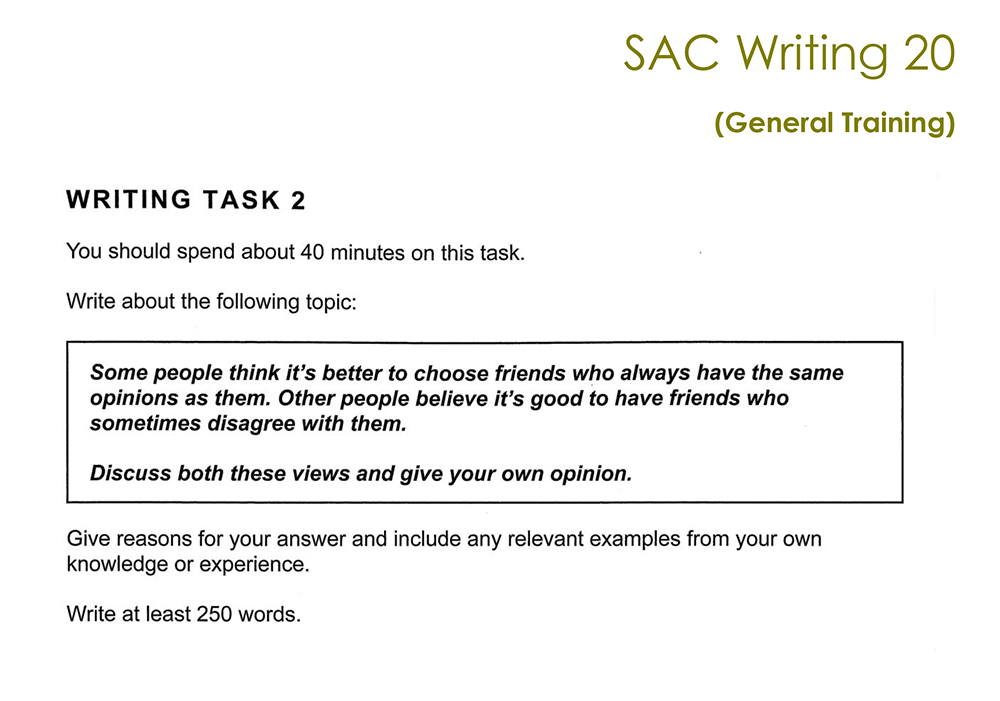 SAC Writing 20
(General Training)
WRITING TASK 2
You should spend about 40 minutes on this task.
Write about the following topic:
Some people think it's better to choose friends who always have the same
opinions as them. Other people believe it's good to have friends who
sometimes disagree with them.
Discuss both these views and give your own opinion.
Give reasons for your answer and include any relevant examples from your own
knowledge or experience.
Write at least 250 words.